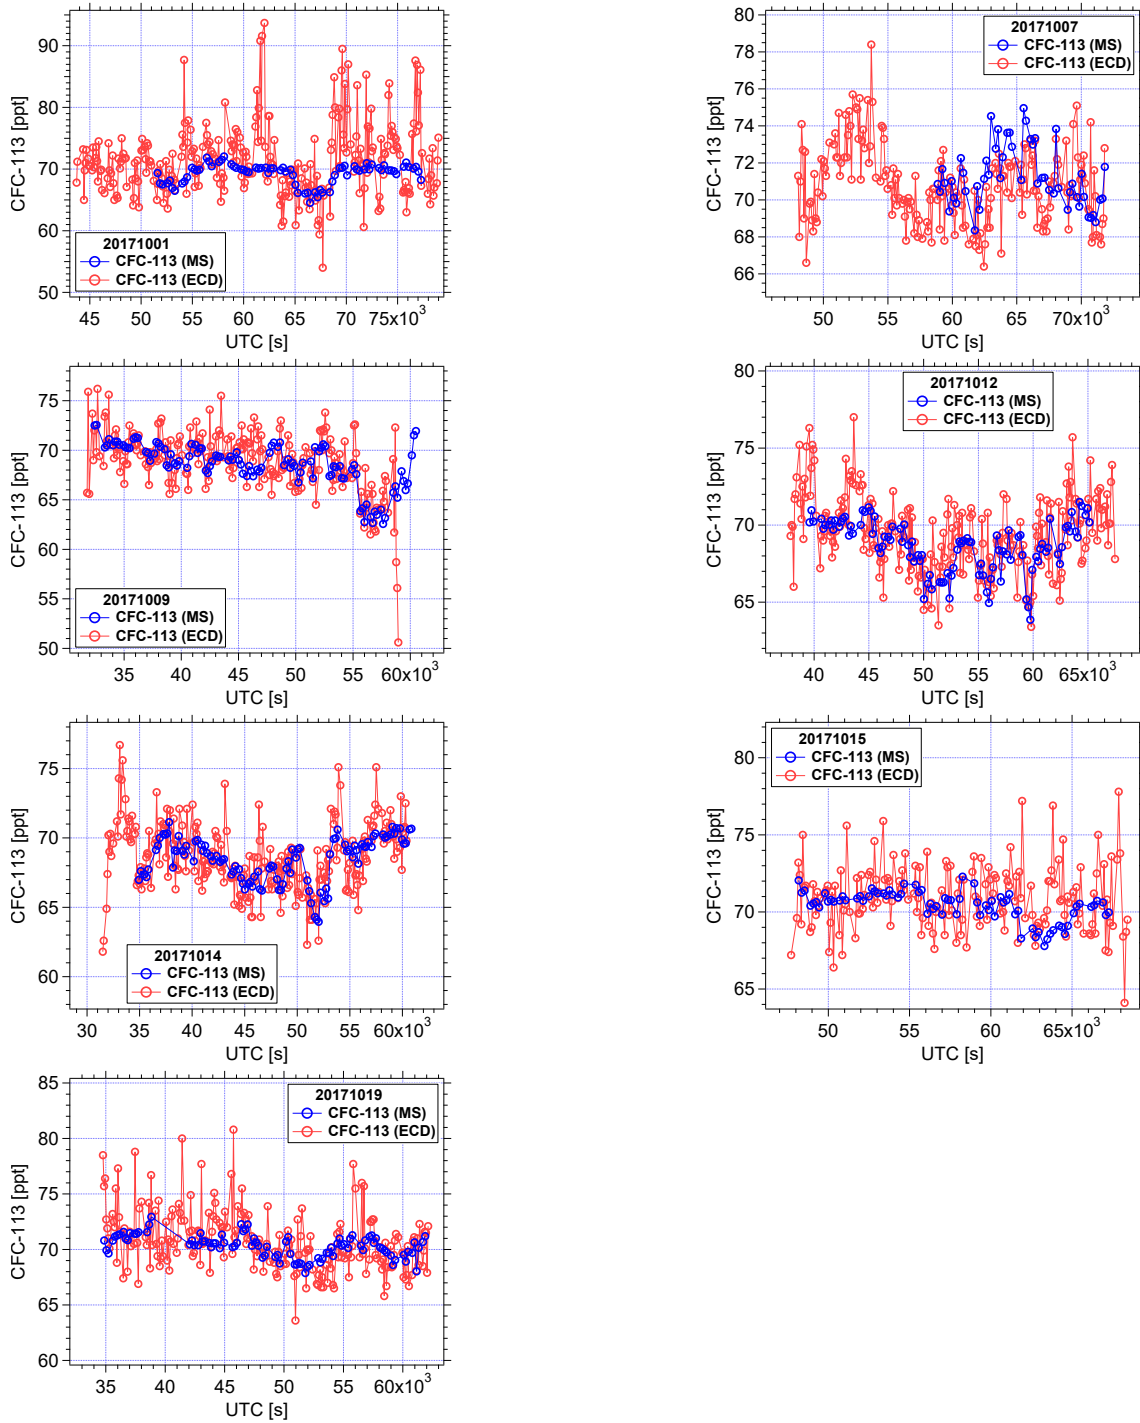 90
80
70
60
50
CFC-113 [ppt]
20171001
CFC-113 (MS)
CFC-113 (ECD)
45 50 55 60 65 70 75x10³
UTC [s]
80
78
76
74
72
70
68
66
CFC-113 [ppt]
20171007
CFC-113 (MS)
CFC-113 (ECD)
50 55 60 65 70x10³
UTC [s]
75
70
65
60
55
50
CFC-113 [ppt]
20171009
CFC-113 (MS)
CFC-113 (ECD)
35 40 45 50 55 60x10³
UTC [s]
80
75
70
65
CFC-113 [ppt]
20171012
CFC-113 (MS)
CFC-113 (ECD)
40 45 50 55 60 65x10³
UTC [s]
75
70
65
60
CFC-113 [ppt]
20171014
CFC-113 (MS)
CFC-113 (ECD)
30 35 40 45 50 55 60x10³
UTC [s]
80
75
70
65
CFC-113 [ppt]
20171015
CFC-113 (MS)
CFC-113 (ECD)
50 55 60 65x10³
UTC [s]
85
80
75
70
65
60
CFC-113 [ppt]
20171019
CFC-113 (MS)
CFC-113 (ECD)
35 40 45 50 55 60x10³
UTC [s]